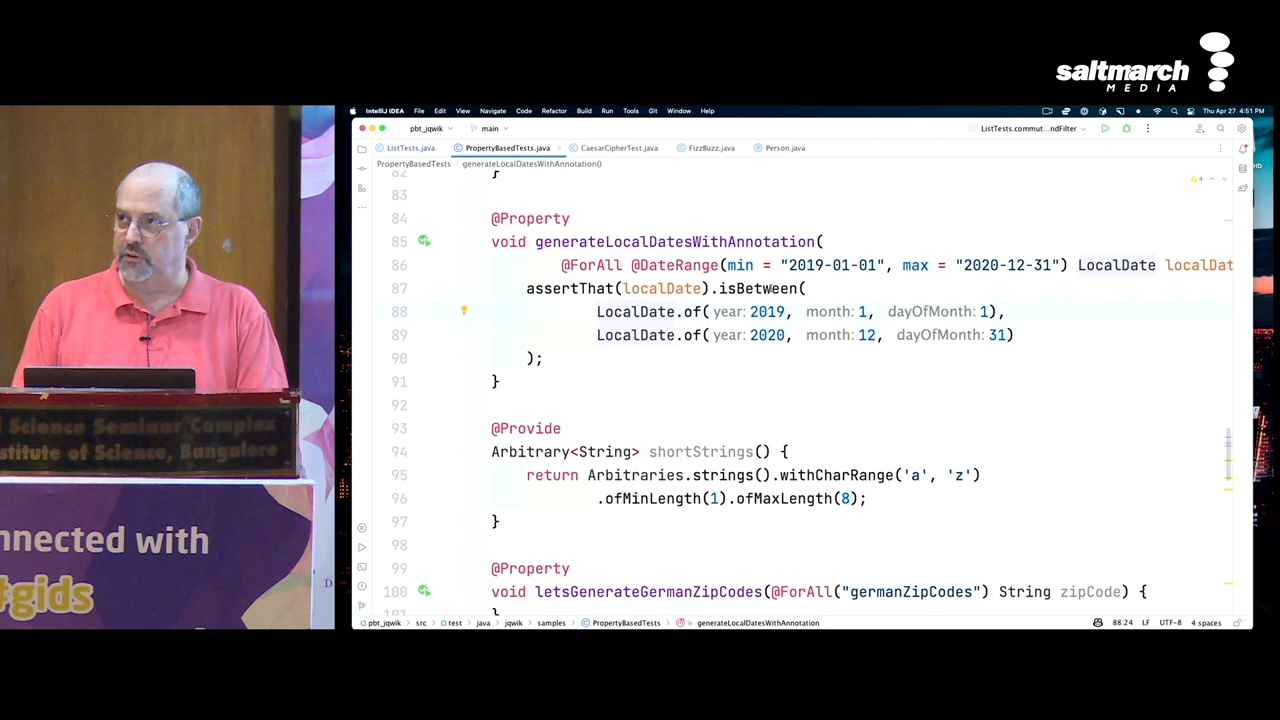 saltmarch
MEDIA
IntelliJ IDEA File Edit View Navigate Code Refactor Build Run Tools Git Window Help Thu Apr 27 4:51 PM
pbt_jqwik main ListTests.commut...ndFilter
ListTests.java PropertyBasedTests.java CaesarCipherTest.java FizzBuzz.java Person.java
PropertyBasedTests generateLocalDatesWithAnnotation()
82 }
83
84 @Property
85 void generateLocalDatesWithAnnotation(
86 @ForAll @DateRange(min = "2019-01-01", max = "2020-12-31") LocalDate localDat
87 assertThat(localDate).isBetween(
88 LocalDate.of( year: 2019, month: 1, dayOfMonth: 1),
89 LocalDate.of( year: 2020, month: 12, dayOfMonth: 31)
90 );
91 }
92
93 @Provide
94 Arbitrary<String> shortStrings() {
95 return Arbitraries.strings().withCharRange('a', 'z')
96 .ofMinLength(1).ofMaxLength(8);
97 }
98
99 @Property
100 void letsGenerateGermanZipCodes(@ForAll("germanZipCodes") String zipCode) {
101 }
pbt_jqwik src test java jqwik samples PropertyBasedTests generateLocalDatesWithAnnotation 88:24 LF UTF-8 4 spaces
l Science Seminar Complex
stitute of Science, Bangalore
nnected with
#gids
D